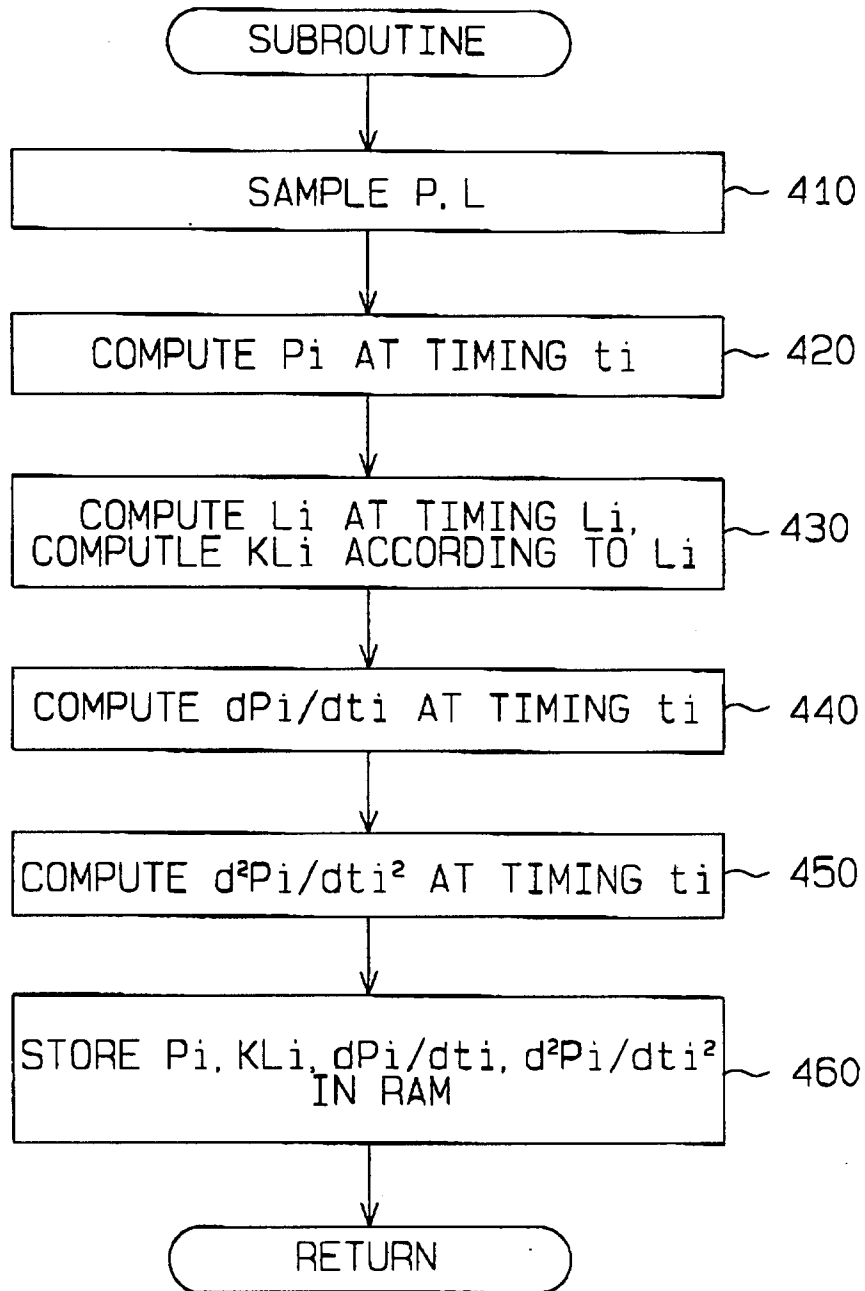 SUBROUTINE
SAMPLE P, L
410
COMPUTE Pi AT TIMING ti
420
COMPUTE Li AT TIMING Li,
COMPUTLE KLi ACCORDING TO Li
430
COMPUTE dPi/dti AT TIMING ti
440
COMPUTE d²Pi/dti² AT TIMING ti
450
STORE Pi, KLi, dPi/dti, d²Pi/dti²
IN RAM
460
RETURN